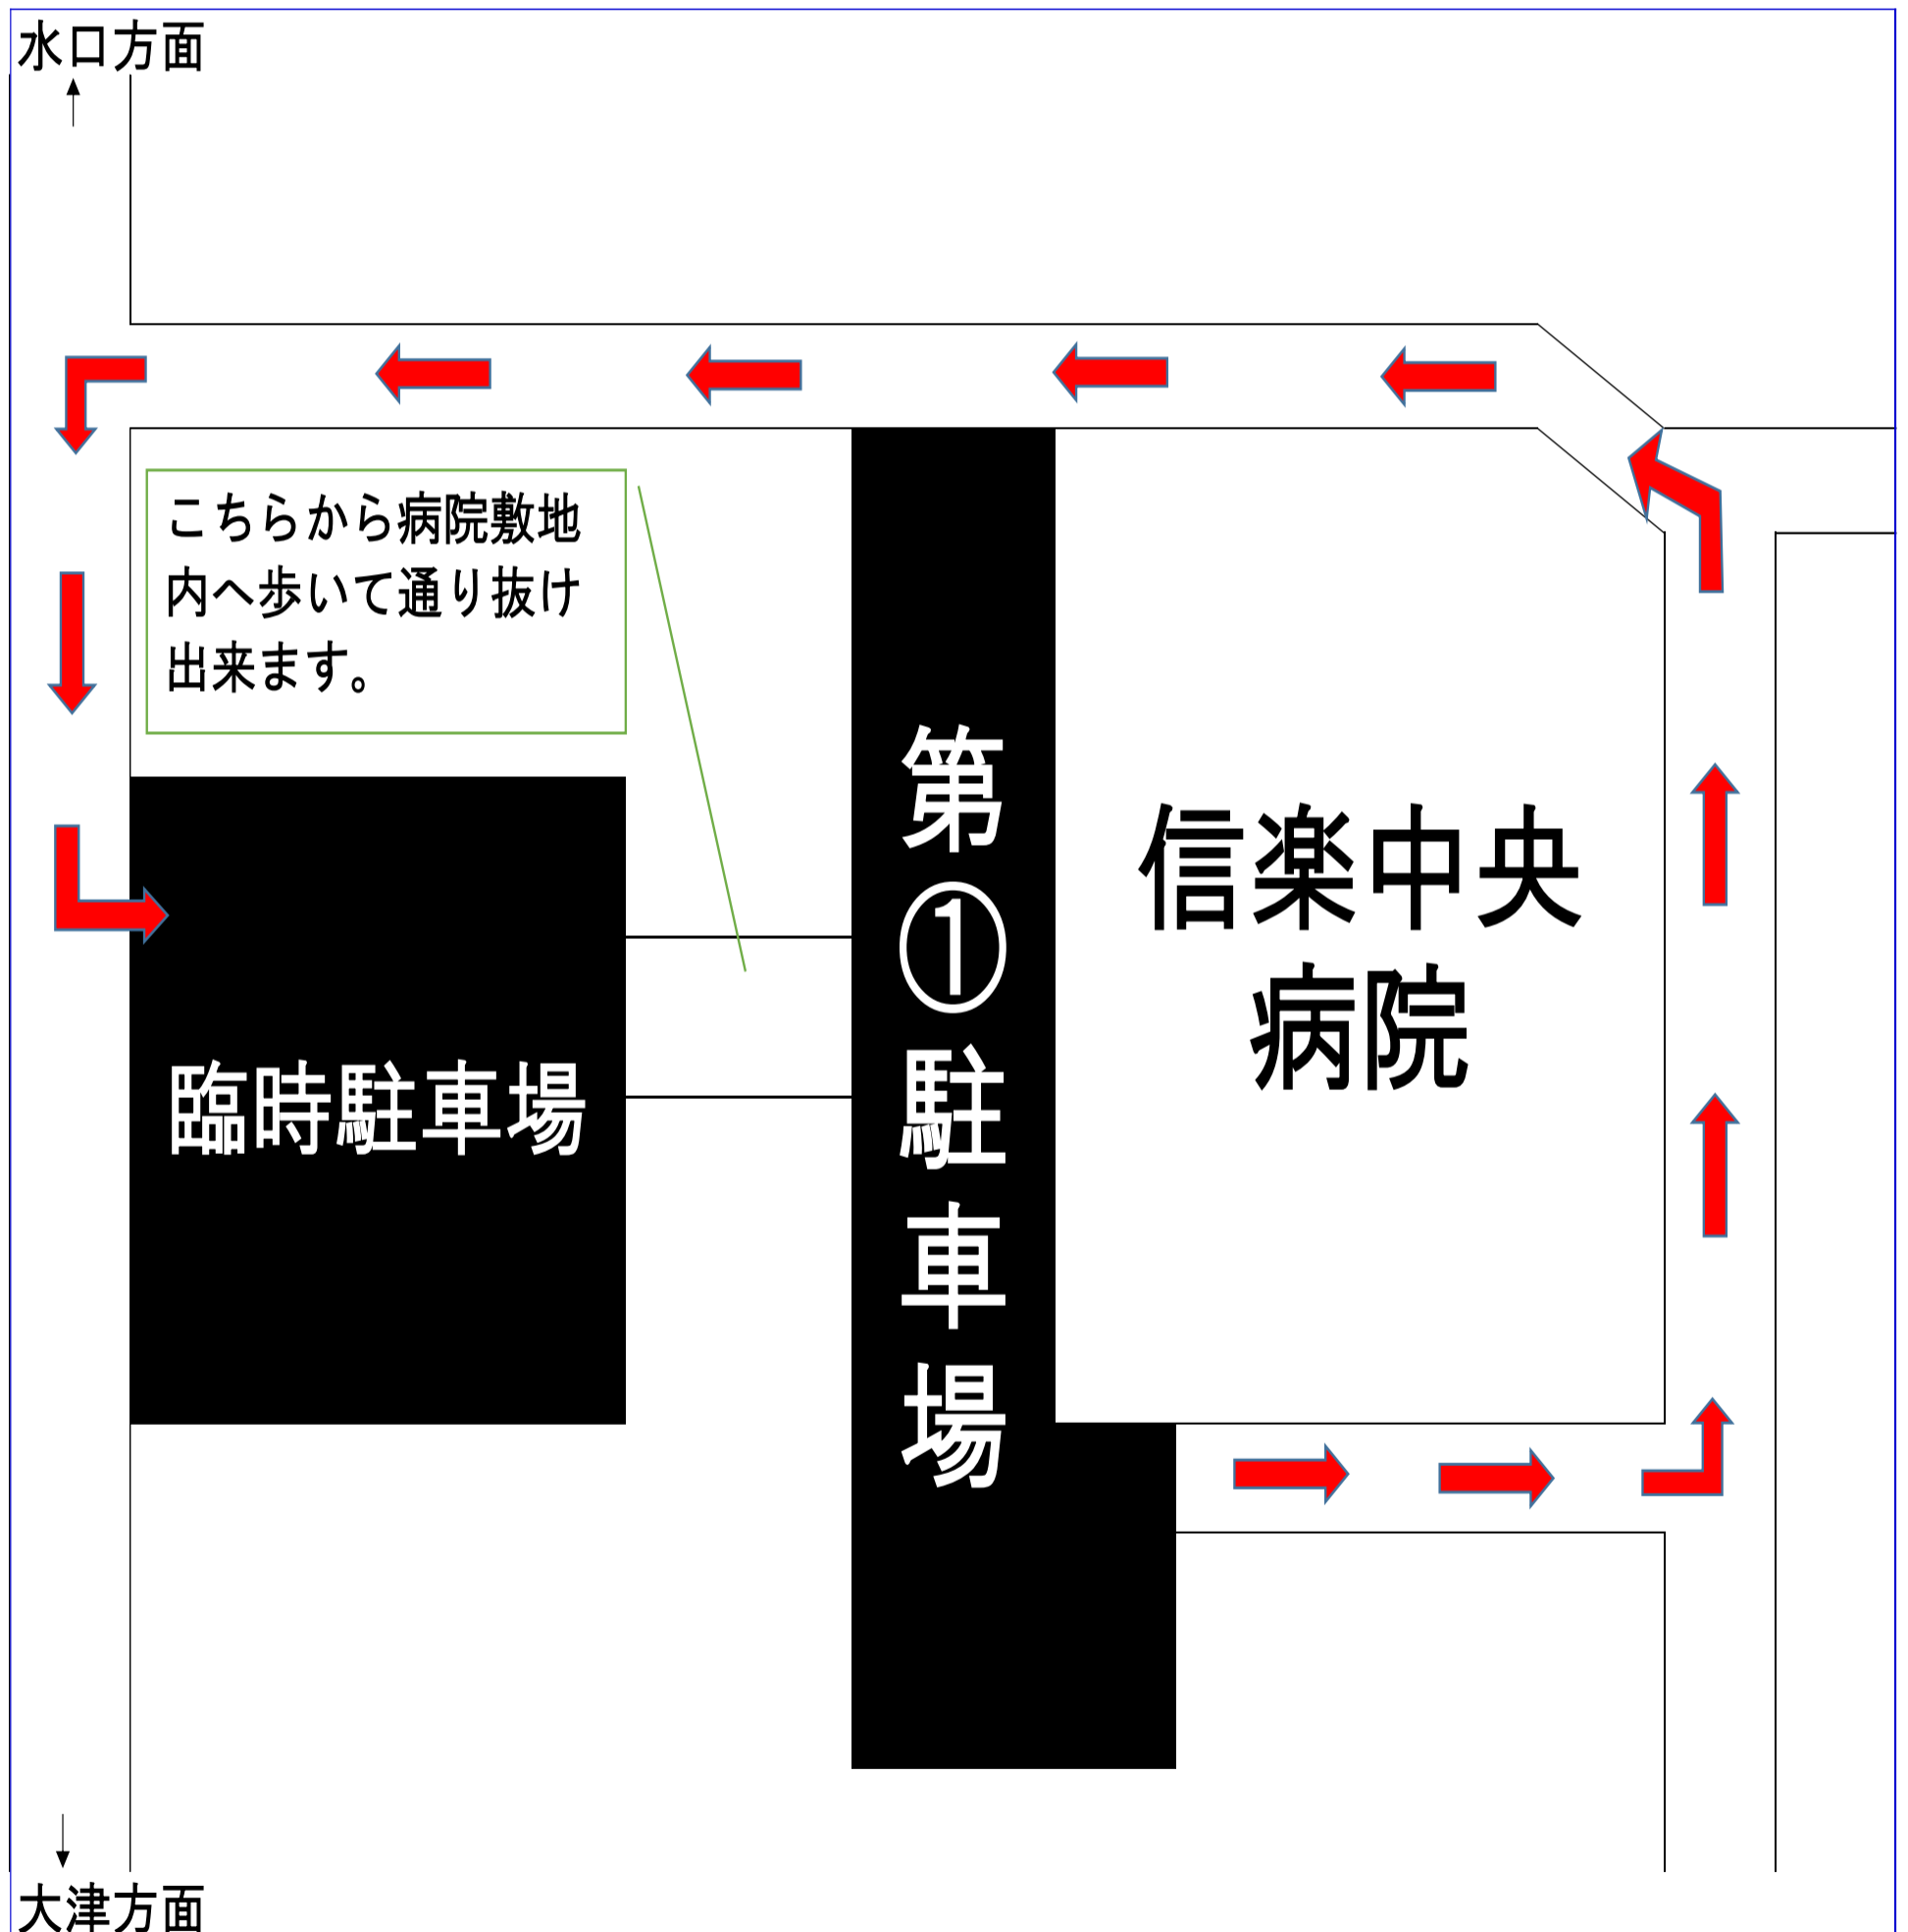 水口方面
こちらから病院敷地
内へ歩いて通り抜け
出来ます。
第①駐車場
信楽中央
病院
臨時駐車場
大津方面